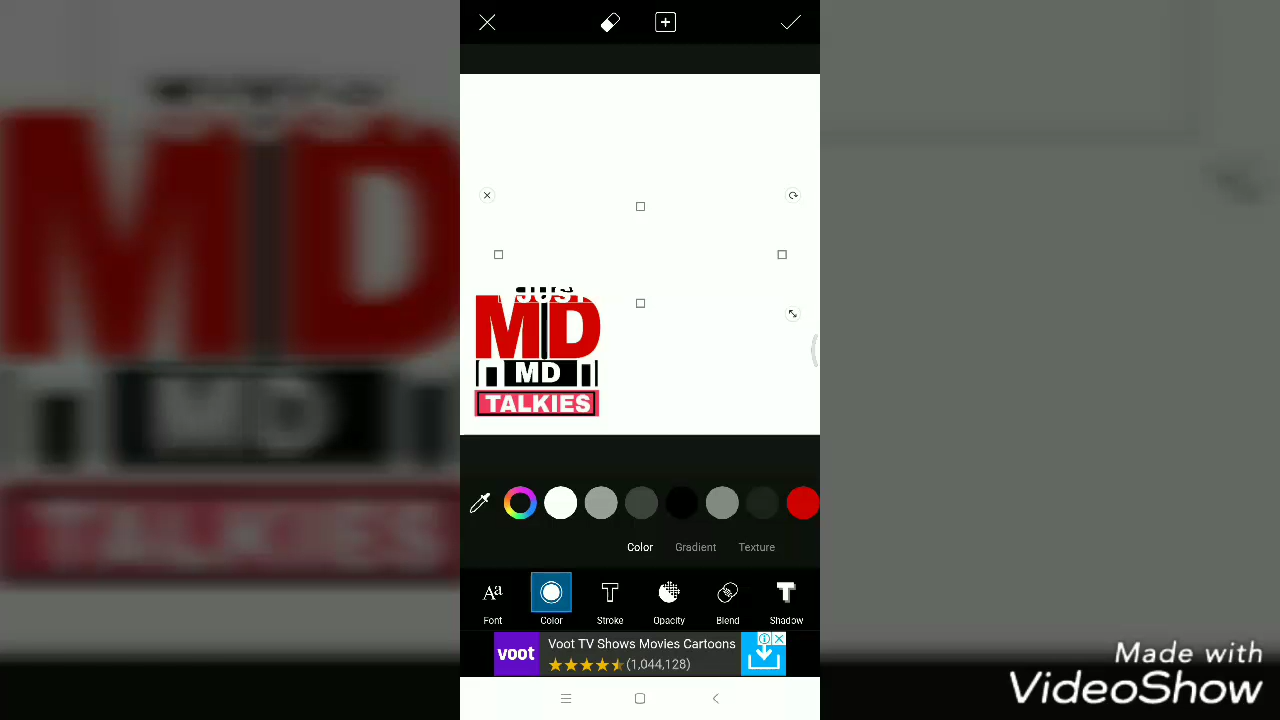 JUST
MD
MD
TALKIES
Color Gradient Texture
Font Color Stroke Opacity Blend Shadow
voot Voot TV Shows Movies Cartoons
(1,044,128)
Made with
VideoShow